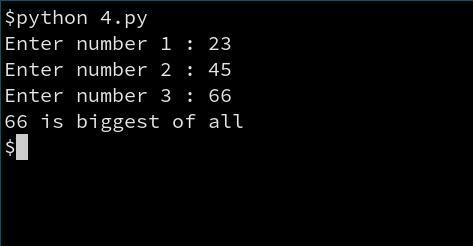 $python 4.py
Enter number 1 : 23
Enter number 2 : 45
Enter number 3 : 66
66 is biggest of all
$